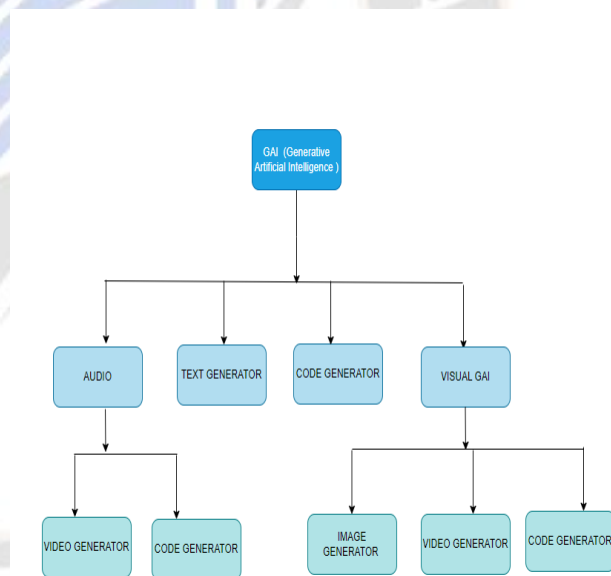 GAI (Generative
Artificial Intelligence )
AUDIO
TEXT GENERATOR
CODE GENERATOR
VISUAL GAI
VIDEO GENERATOR
CODE GENERATOR
IMAGE
GENERATOR
VIDEO GENERATOR
CODE GENERATOR